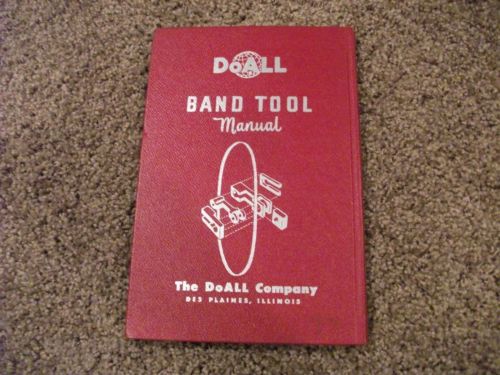 DoALL
BAND TOOL
Manual
The DoALL Company
DES PLAINES, ILLINOIS